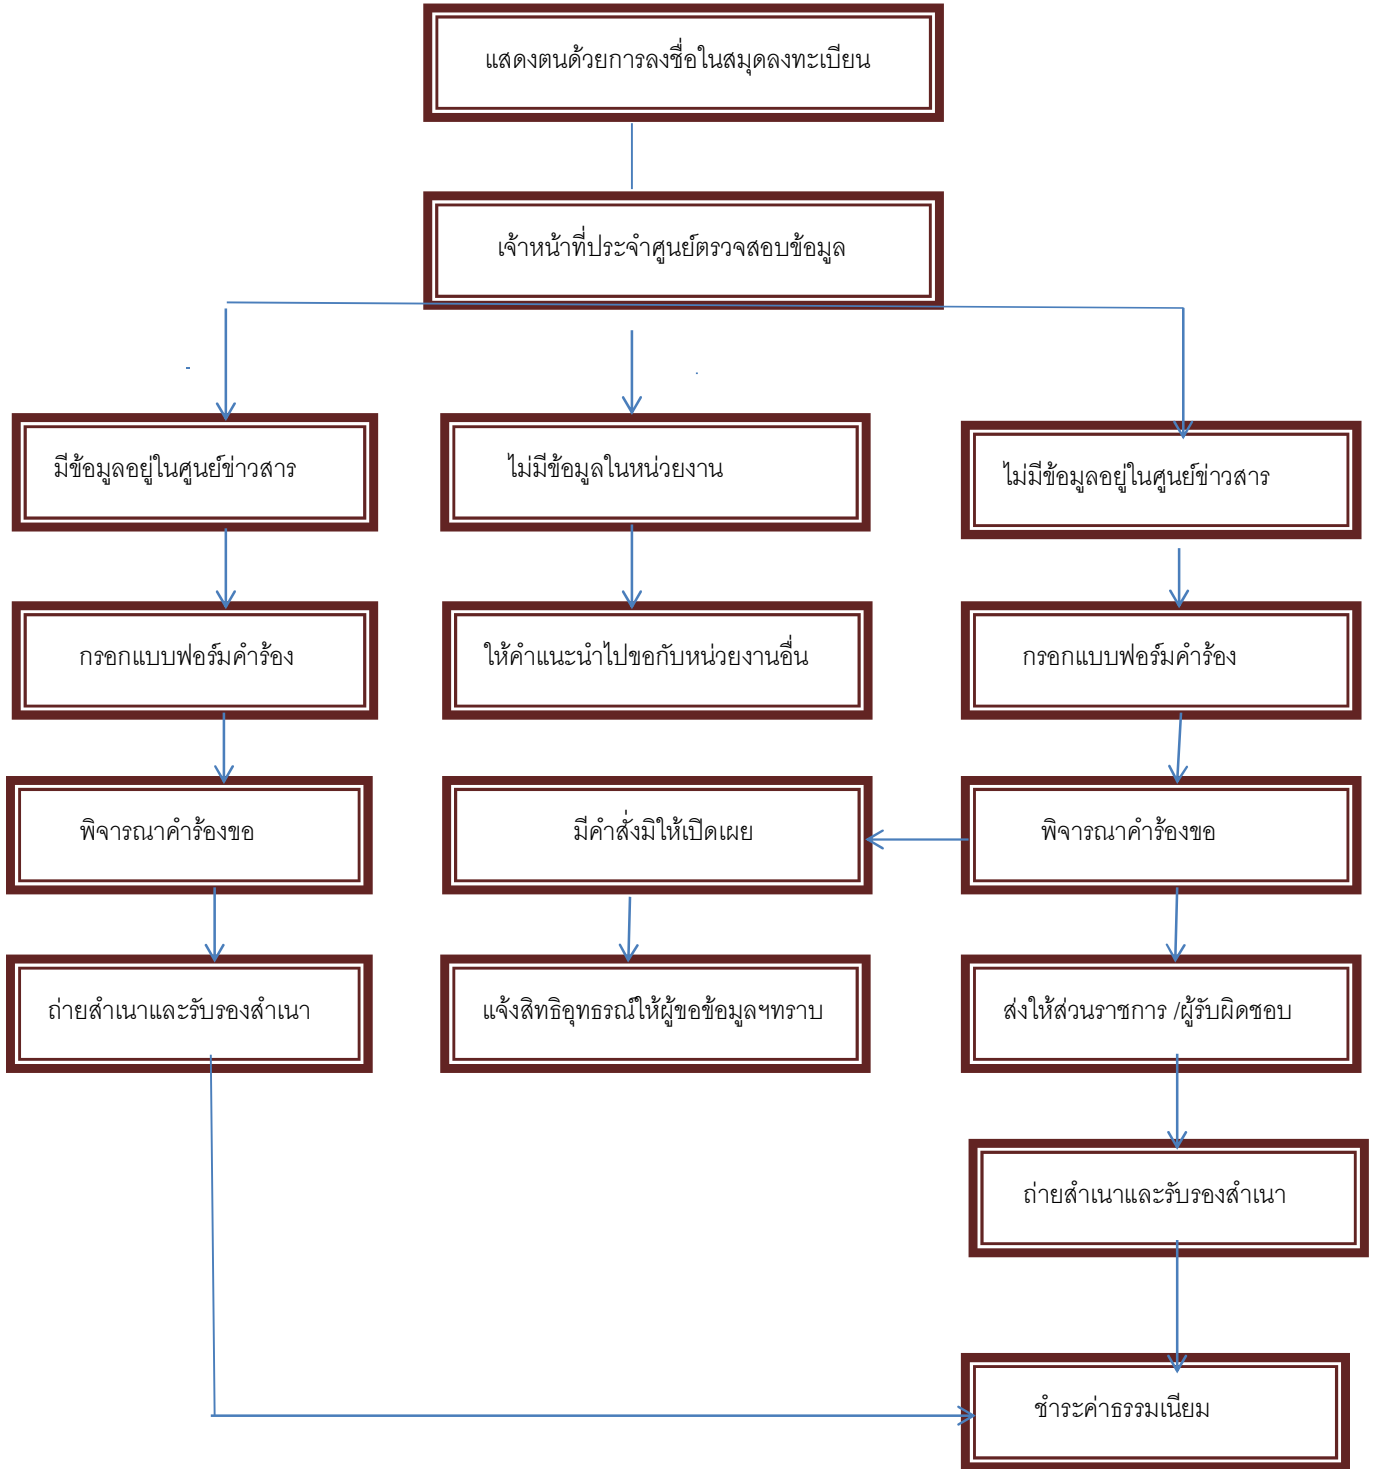 แสดงตนด้วยการลงชื่อในสมุดลงทะเบียน
เจ้าหน้าที่ประจำศูนย์ตรวจสอบข้อมูล
มีข้อมูลอยู่ในศูนย์ข่าวสาร
ไม่มีข้อมูลในหน่วยงาน
ไม่มีข้อมูลอยู่ในศูนย์ข่าวสาร
กรอกแบบฟอร์มคำร้อง
ให้คำแนะนำไปขอกับหน่วยงานอื่น
กรอกแบบฟอร์มคำร้อง
พิจารณาคำร้องขอ
มีคำสั่งมิให้เปิดเผย
พิจารณาคำร้องขอ
ถ่ายสำเนาและรับรองสำเนา
แจ้งสิทธิอุทธรณ์ให้ผู้ขอข้อมูลฯทราบ
ส่งให้ส่วนราชการ /ผู้รับผิดชอบ
ถ่ายสำเนาและรับรองสำเนา
ชำระค่าธรรมเนียม